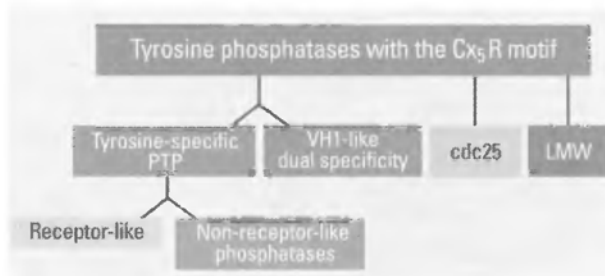 Tyrosine phosphatases with the Cx₅R motif
Tyrosine-specific
PTP
VH1-like
dual specificity
cdc25
LMW
Receptor-like
Non-receptor-like
phosphatases